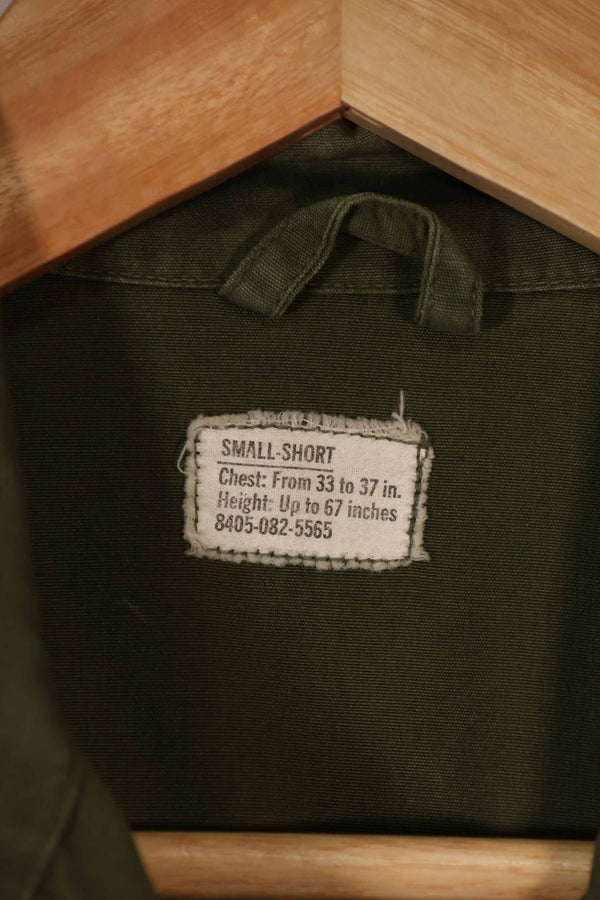 SMALL-SHORT
Chest: From 33 to 37 in.
Height: Up to 67 inches
8405-082-5565